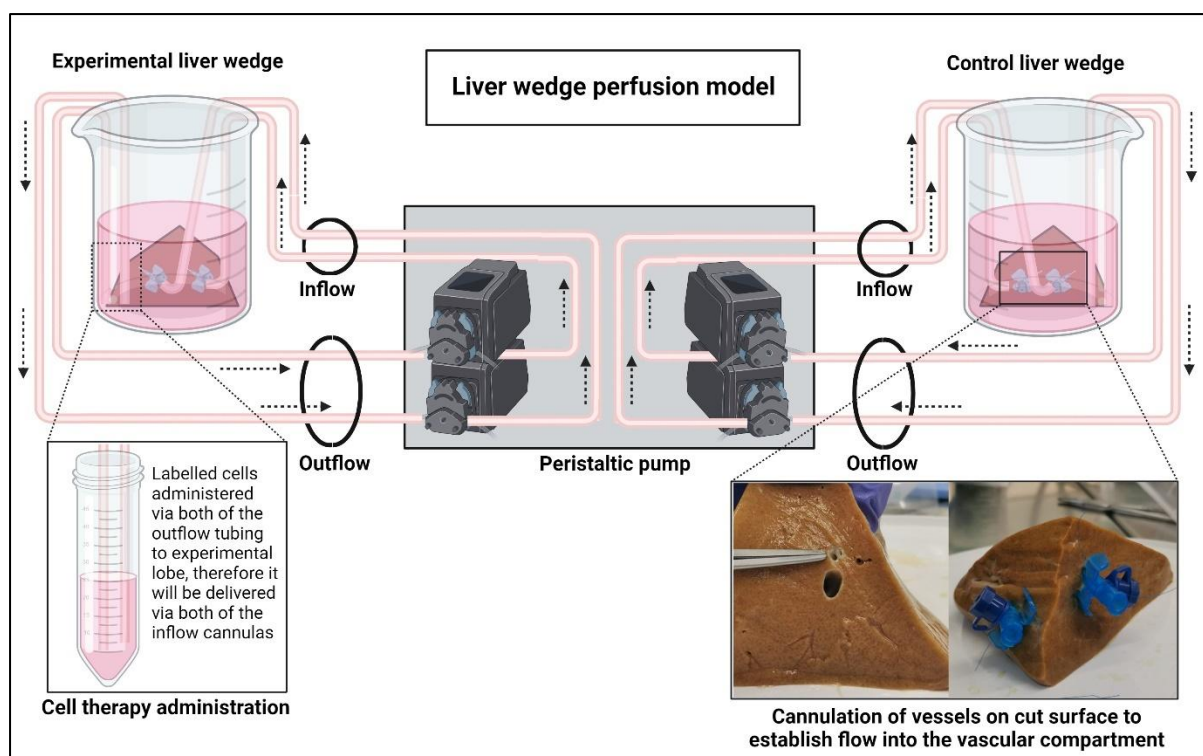 Experimental liver wedge
Liver wedge perfusion model
Control liver wedge
Inflow
Inflow
Outflow
Peristaltic pump
Outflow
Labelled cells
administered
via both of the
outflow tubing
to experimental
lobe, therefore it
will be delivered
via both of the
inflow cannulas
Cell therapy administration
Cannulation of vessels on cut surface to
establish flow into the vascular compartment